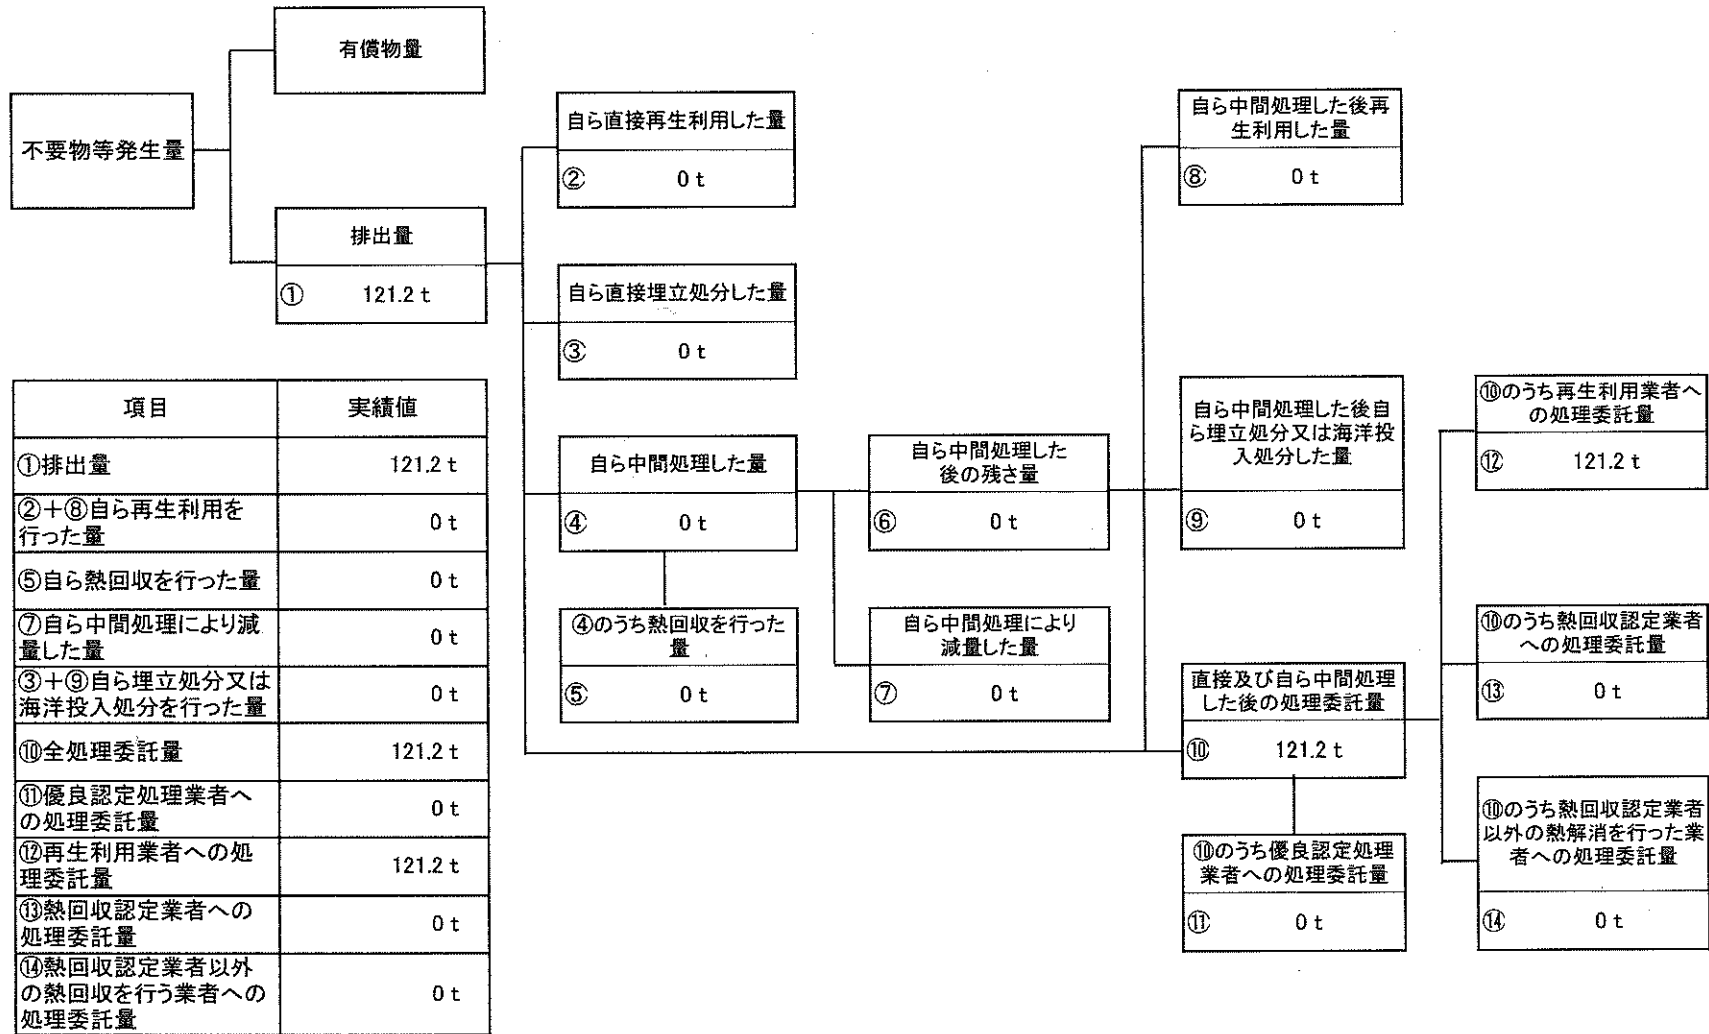 有償物量
不要物等発生量
排出量
① 121.2 t
自ら直接再生利用した量
② 0 t
自ら直接埋立処分した量
③ 0 t
自ら中間処理した量
④ 0 t
④のうち熱回収を行った
量
⑤ 0 t
自ら中間処理した
後の残さ量
⑥ 0 t
自ら中間処理により
減量した量
⑦ 0 t
自ら中間処理した後再
生利用した量
⑧ 0 t
自ら中間処理した後自
ら埋立処分又は海洋投
入処分した量
⑨ 0 t
直接及び自ら中間処理
した後の処理委託量
⑩ 121.2 t
⑩のうち優良認定処理
業者への処理委託量
⑪ 0 t
⑩のうち再生利用業者へ
の処理委託量
⑫ 121.2 t
⑩のうち熱回収認定業者
への処理委託量
⑬ 0 t
⑩のうち熱回収認定業者
以外の熱解消を行った業
者への処理委託量
⑭ 0 t
項目 実績値
①排出量 121.2 t
②+⑧自ら再生利用を
行った量 0 t
⑤自ら熱回収を行った量 0 t
⑦自ら中間処理により減
量した量 0 t
③+⑨自ら埋立処分又は
海洋投入処分を行った量 0 t
⑩全処理委託量 121.2 t
⑪優良認定処理業者へ
の処理委託量 0 t
⑫再生利用業者への処
理委託量 121.2 t
⑬熱回収認定業者への
処理委託量 0 t
⑭熱回収認定業者以外
の熱回収を行う業者への
処理委託量 0 t